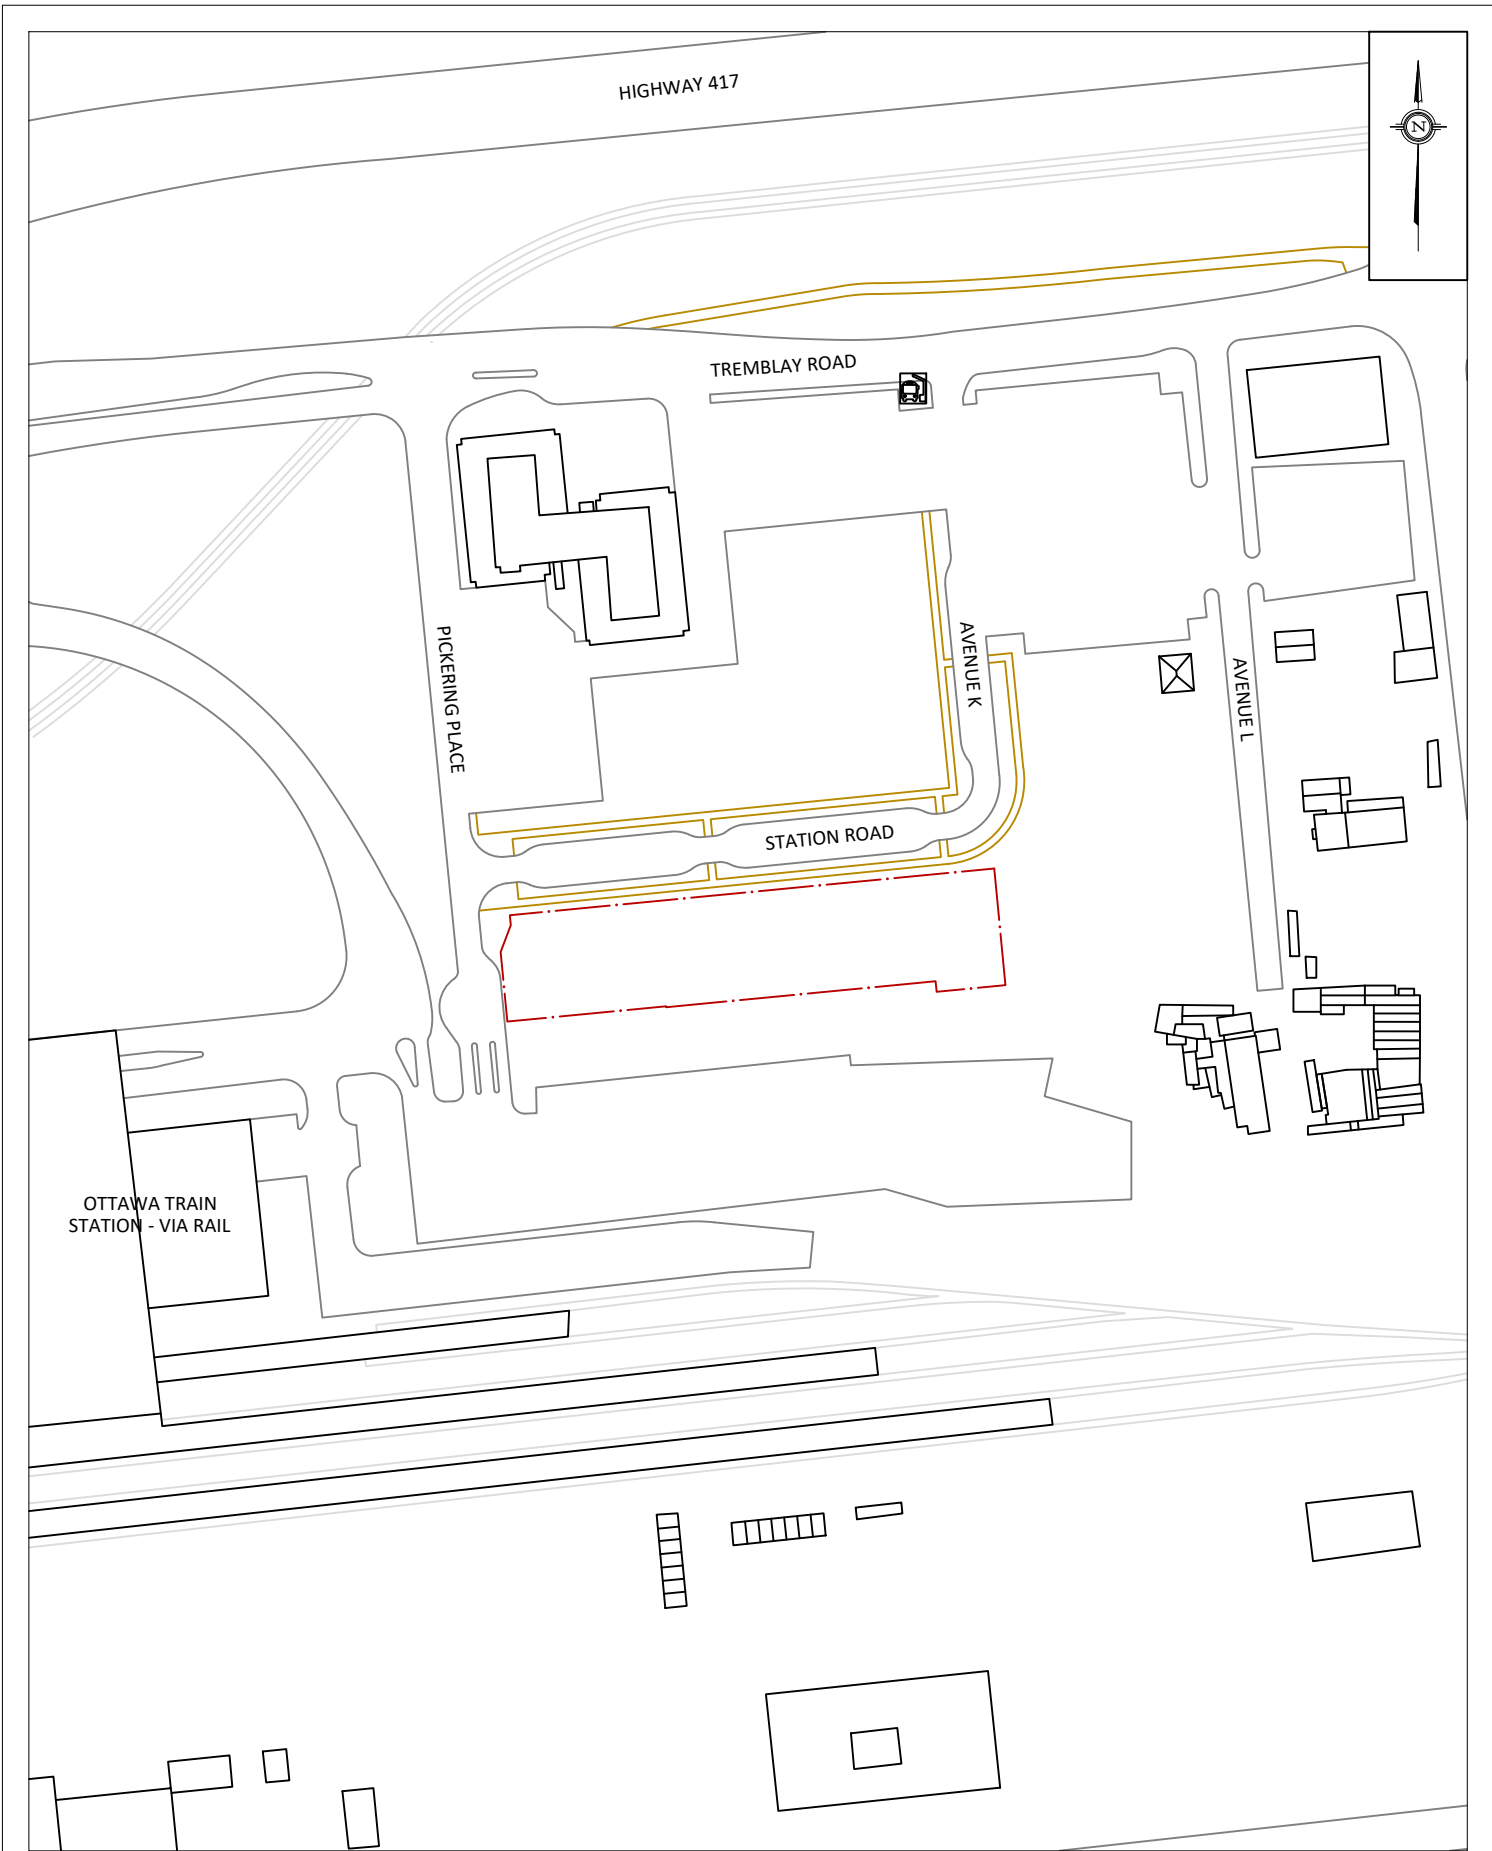 HIGHWAY 417
N
TREMBLAY ROAD
PICKERING PLACE
AVENUE K
AVENUE L
STATION ROAD
OTTAWA TRAIN
STATION - VIA RAIL